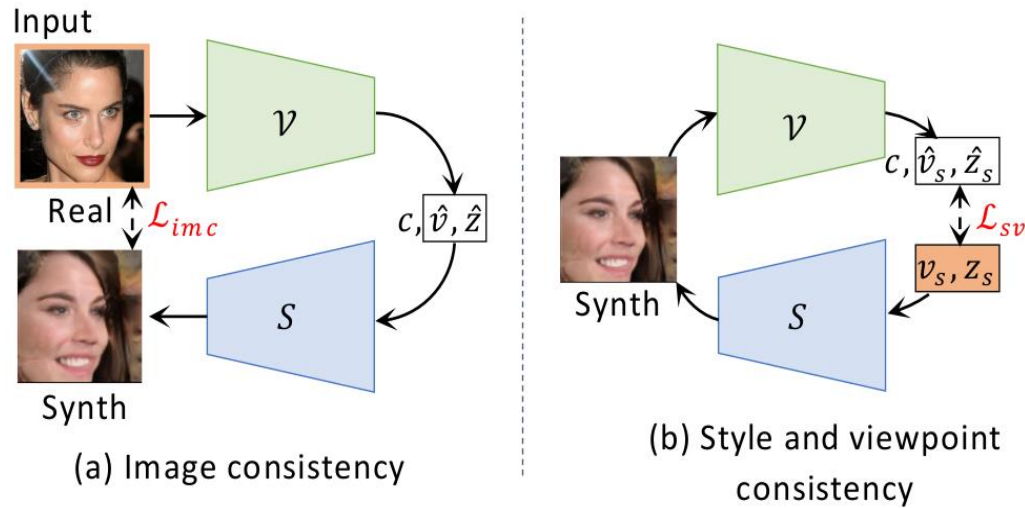 Input
𝒱
Real
ℒ_imc
c, v̂, ẑ
S
Synth
(a) Image consistency
𝒱
c, v̂_s, ẑ_s
ℒ_sv
v_s, z_s
Synth
S
(b) Style and viewpoint
consistency